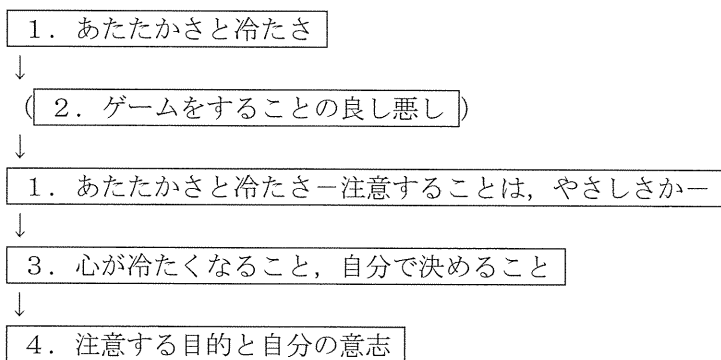 １．あたたかさと冷たさ
↓
（２．ゲームをすることの良し悪し）
↓
１．あたたかさと冷たさ－注意することは，やさしさか－
↓
３．心が冷たくなること，自分で決めること
↓
４．注意する目的と自分の意志